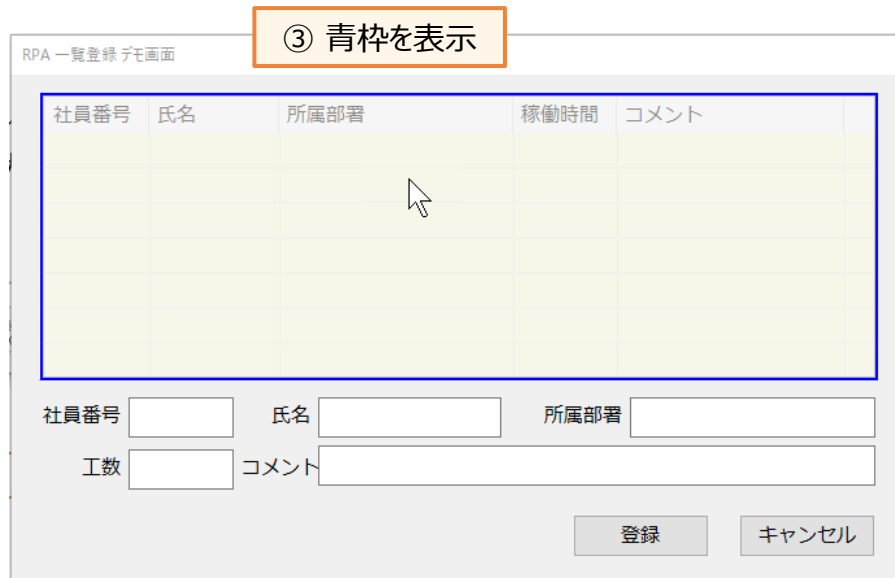 ③ 青枠を表示
RPA 一覧登録 デモ画面
社員番号 氏名 所属部署 稼働時間 コメント
社員番号 氏名 所属部署
工数 コメント
登録 キャンセル